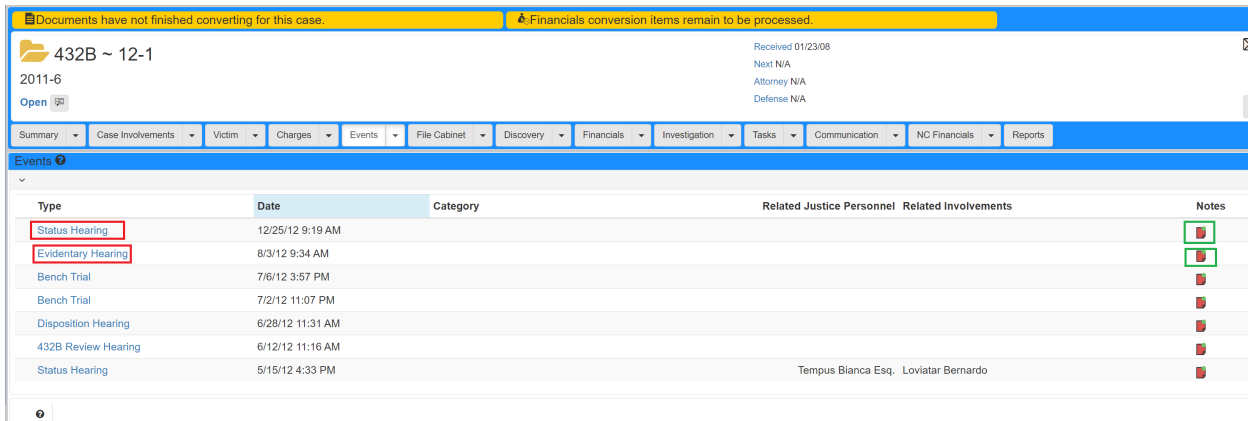 Documents have not finished converting for this case. Financials conversion items remain to be processed.
432B ~ 12-1
2011-6
Open
Received 01/23/08
Next N/A
Attorney N/A
Defense N/A
Summary Case Involvements Victim Charges Events File Cabinet Discovery Financials Investigation Tasks Communication NC Financials Reports
Events
Type Date Category Related Justice Personnel Related Involvements Notes
Status Hearing 12/25/12 9:19 AM
Evidentary Hearing 8/3/12 9:34 AM
Bench Trial 7/6/12 3:57 PM
Bench Trial 7/2/12 11:07 PM
Disposition Hearing 6/28/12 11:31 AM
432B Review Hearing 6/12/12 11:16 AM
Status Hearing 5/15/12 4:33 PM Tempus Bianca Esq. Loviatar Bernardo